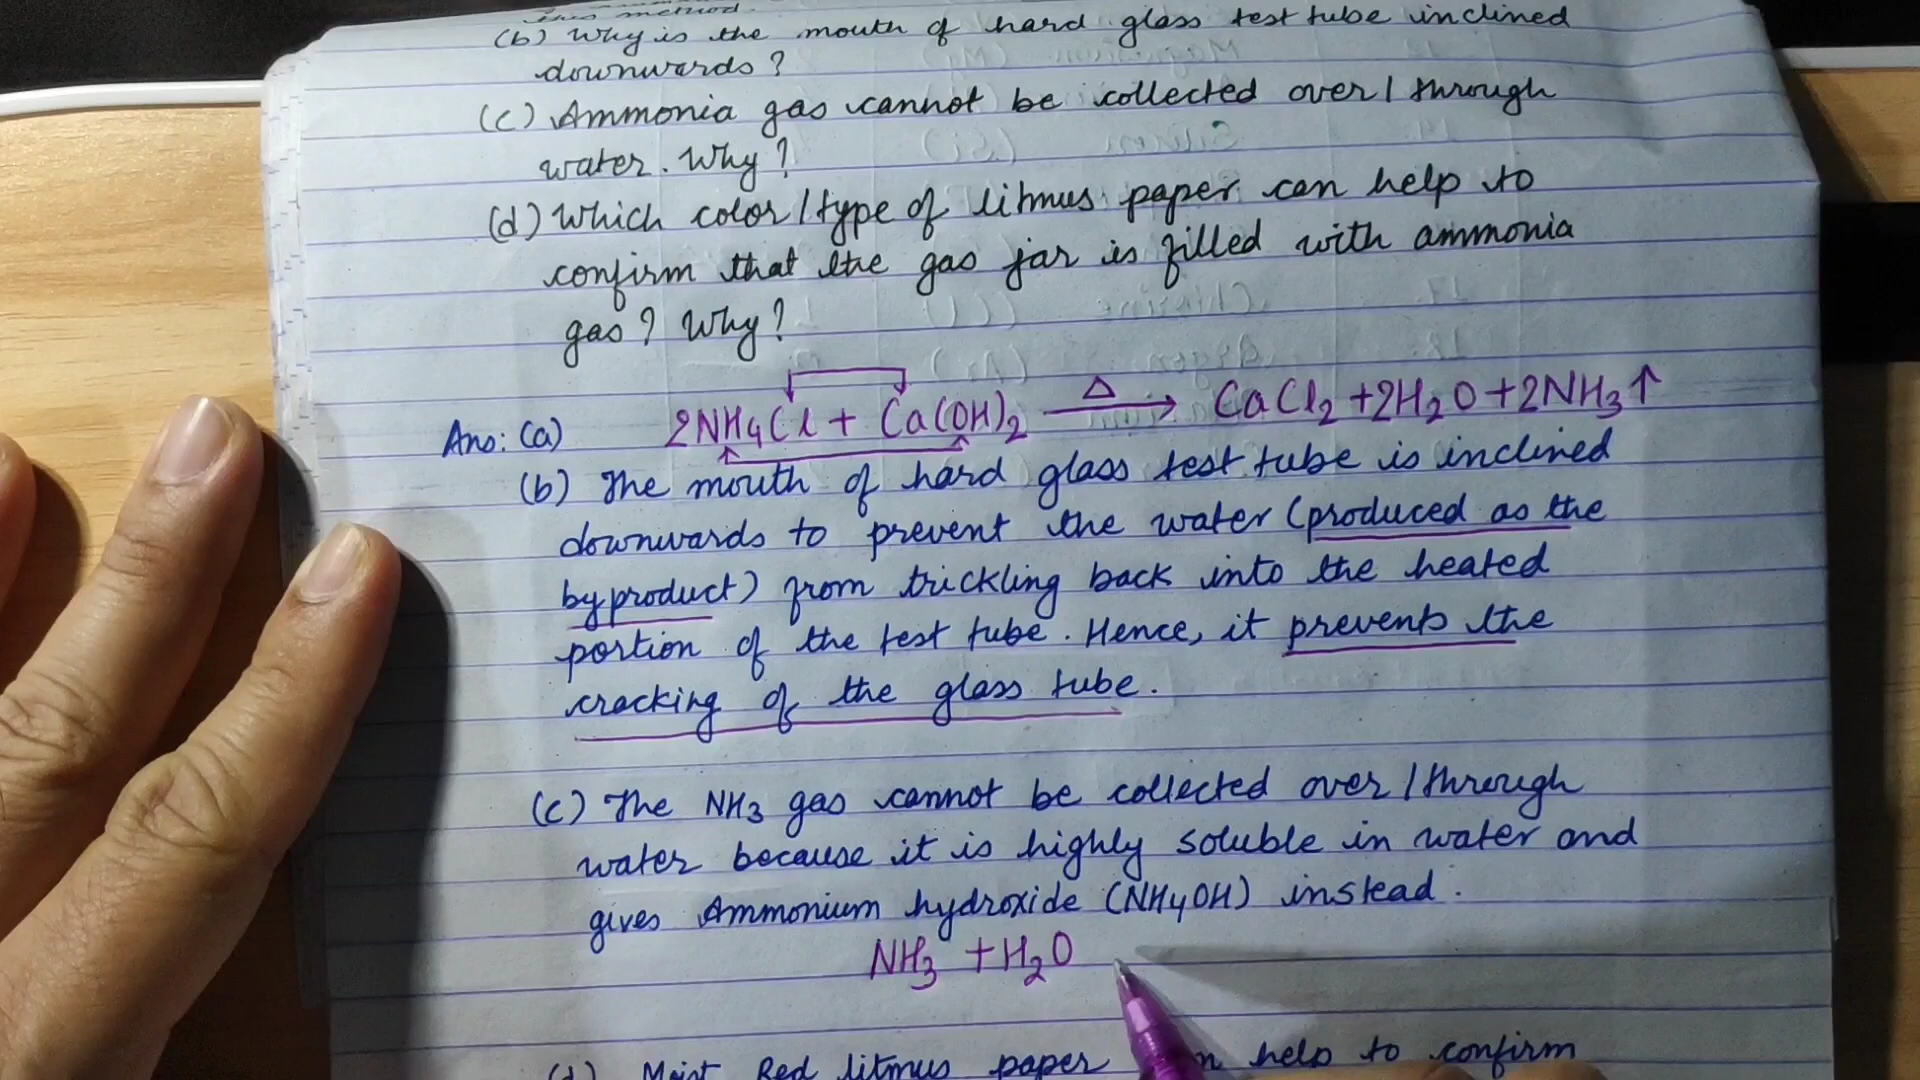 this method.
(b) Why is the mouth of hard glass test tube inclined
downwards?
(c) Ammonia gas cannot be collected over / through
water. Why?
(d) Which color / type of litmus paper can help to
confirm that the gas jar is filled with ammonia
gas? Why?
Ans: (a) 2NH4Cl + Ca(OH)2 —Δ→ CaCl2 + 2H2O + 2NH3↑
(b) The mouth of hard glass test tube is inclined
downwards to prevent the water (produced as the
byproduct) from trickling back into the heated
portion of the test tube. Hence, it prevents the
cracking of the glass tube.
(c) The NH3 gas cannot be collected over / through
water because it is highly soluble in water and
gives Ammonium hydroxide (NH4OH) instead.
NH3 + H2O
(d) Moist Red litmus paper help to confirm